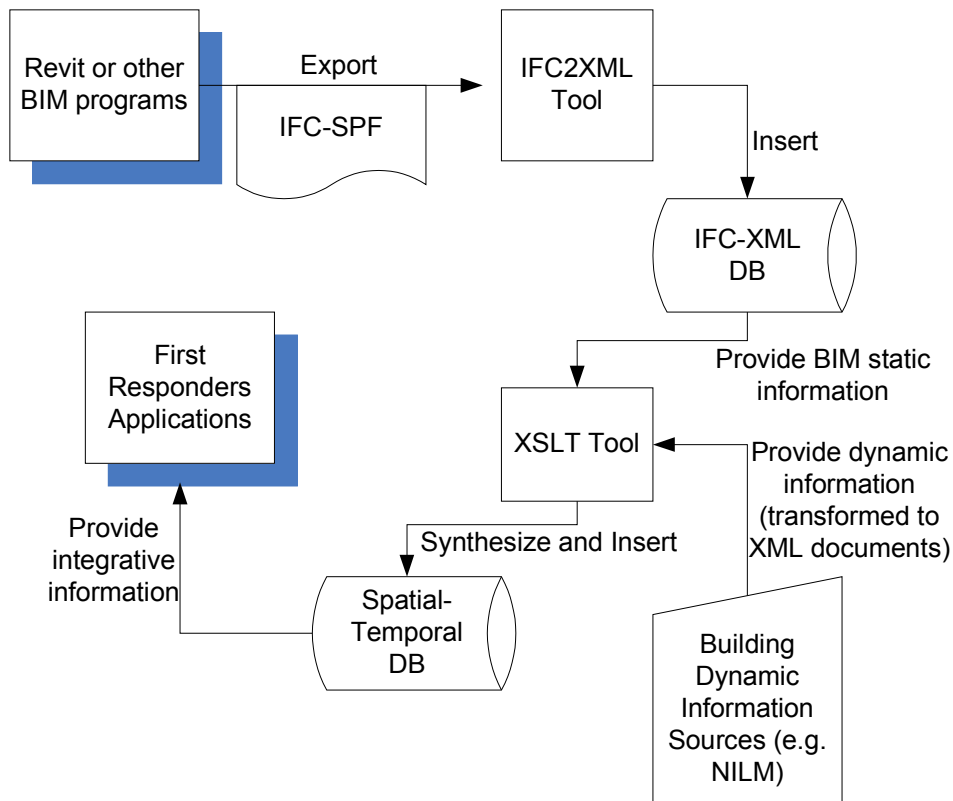 Revit or other
BIM programs
Export
IFC-SPF
IFC2XML
Tool
Insert
IFC-XML
DB
Provide BIM static
information
XSLT Tool
Provide dynamic
information
(transformed to
XML documents)
Building
Dynamic
Information
Sources (e.g.
NILM)
Synthesize and Insert
Spatial-
Temporal
DB
Provide
integrative
information
First
Responders
Applications